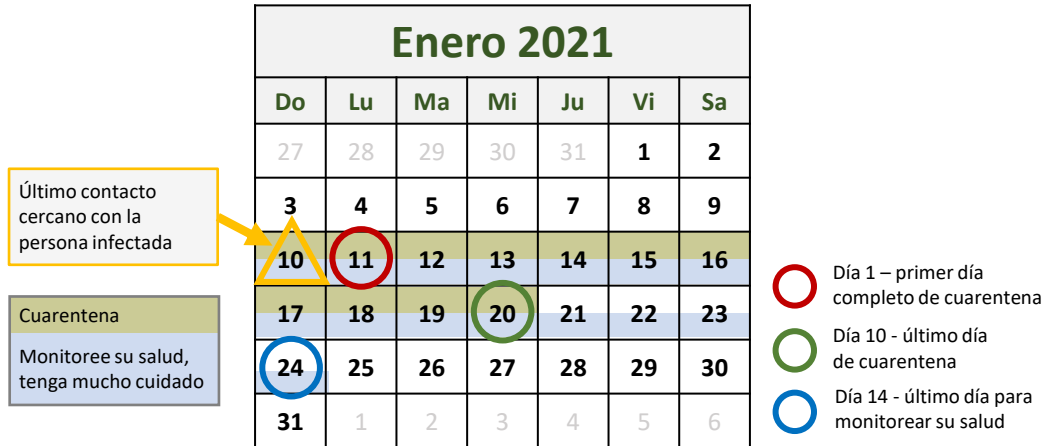 Enero 2021
Do Lu Ma Mi Ju Vi Sa
27 28 29 30 31 1 2
3 4 5 6 7 8 9
10 11 12 13 14 15 16
17 18 19 20 21 22 23
24 25 26 27 28 29 30
31 1 2 3 4 5 6
Último contacto
cercano con la
persona infectada
Cuarentena
Monitoree su salud,
tenga mucho cuidado
Día 1 – primer día
completo de cuarentena
Día 10 - último día
de cuarentena
Día 14 - último día para
monitorear su salud